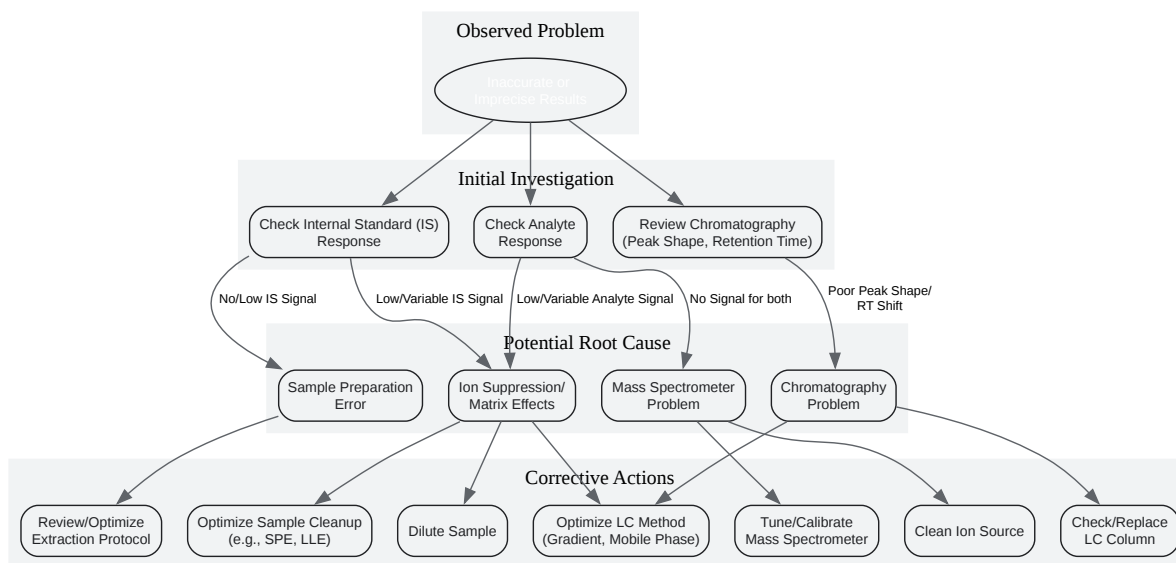 Observed Problem
Inaccurate or
Imprecise Results
Initial Investigation
Check Internal Standard (IS)
Response
Check Analyte
Response
Review Chromatography
(Peak Shape, Retention Time)
No/Low IS Signal
Low/Variable IS Signal
Low/Variable Analyte Signal
No Signal for both
Poor Peak Shape/
RT Shift
Potential Root Cause
Sample Preparation
Error
Ion Suppression/
Matrix Effects
Mass Spectrometer
Problem
Chromatography
Problem
Corrective Actions
Review/Optimize
Extraction Protocol
Optimize Sample Cleanup
(e.g., SPE, LLE)
Dilute Sample
Optimize LC Method
(Gradient, Mobile Phase)
Tune/Calibrate
Mass Spectrometer
Clean Ion Source
Check/Replace
LC Column